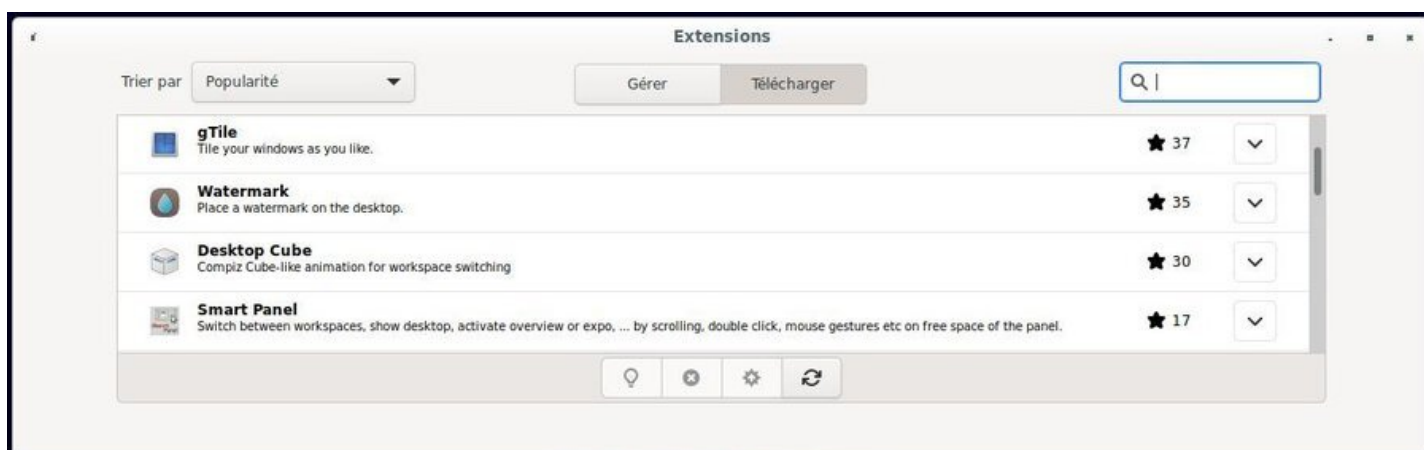 Extensions
Trier par Popularité Gérer Télécharger
gTile
Tile your windows as you like.
37
Watermark
Place a watermark on the desktop.
35
Desktop Cube
Compiz Cube-like animation for workspace switching
30
Smart Panel
Switch between workspaces, show desktop, activate overview or expo, ... by scrolling, double click, mouse gestures etc on free space of the panel.
17